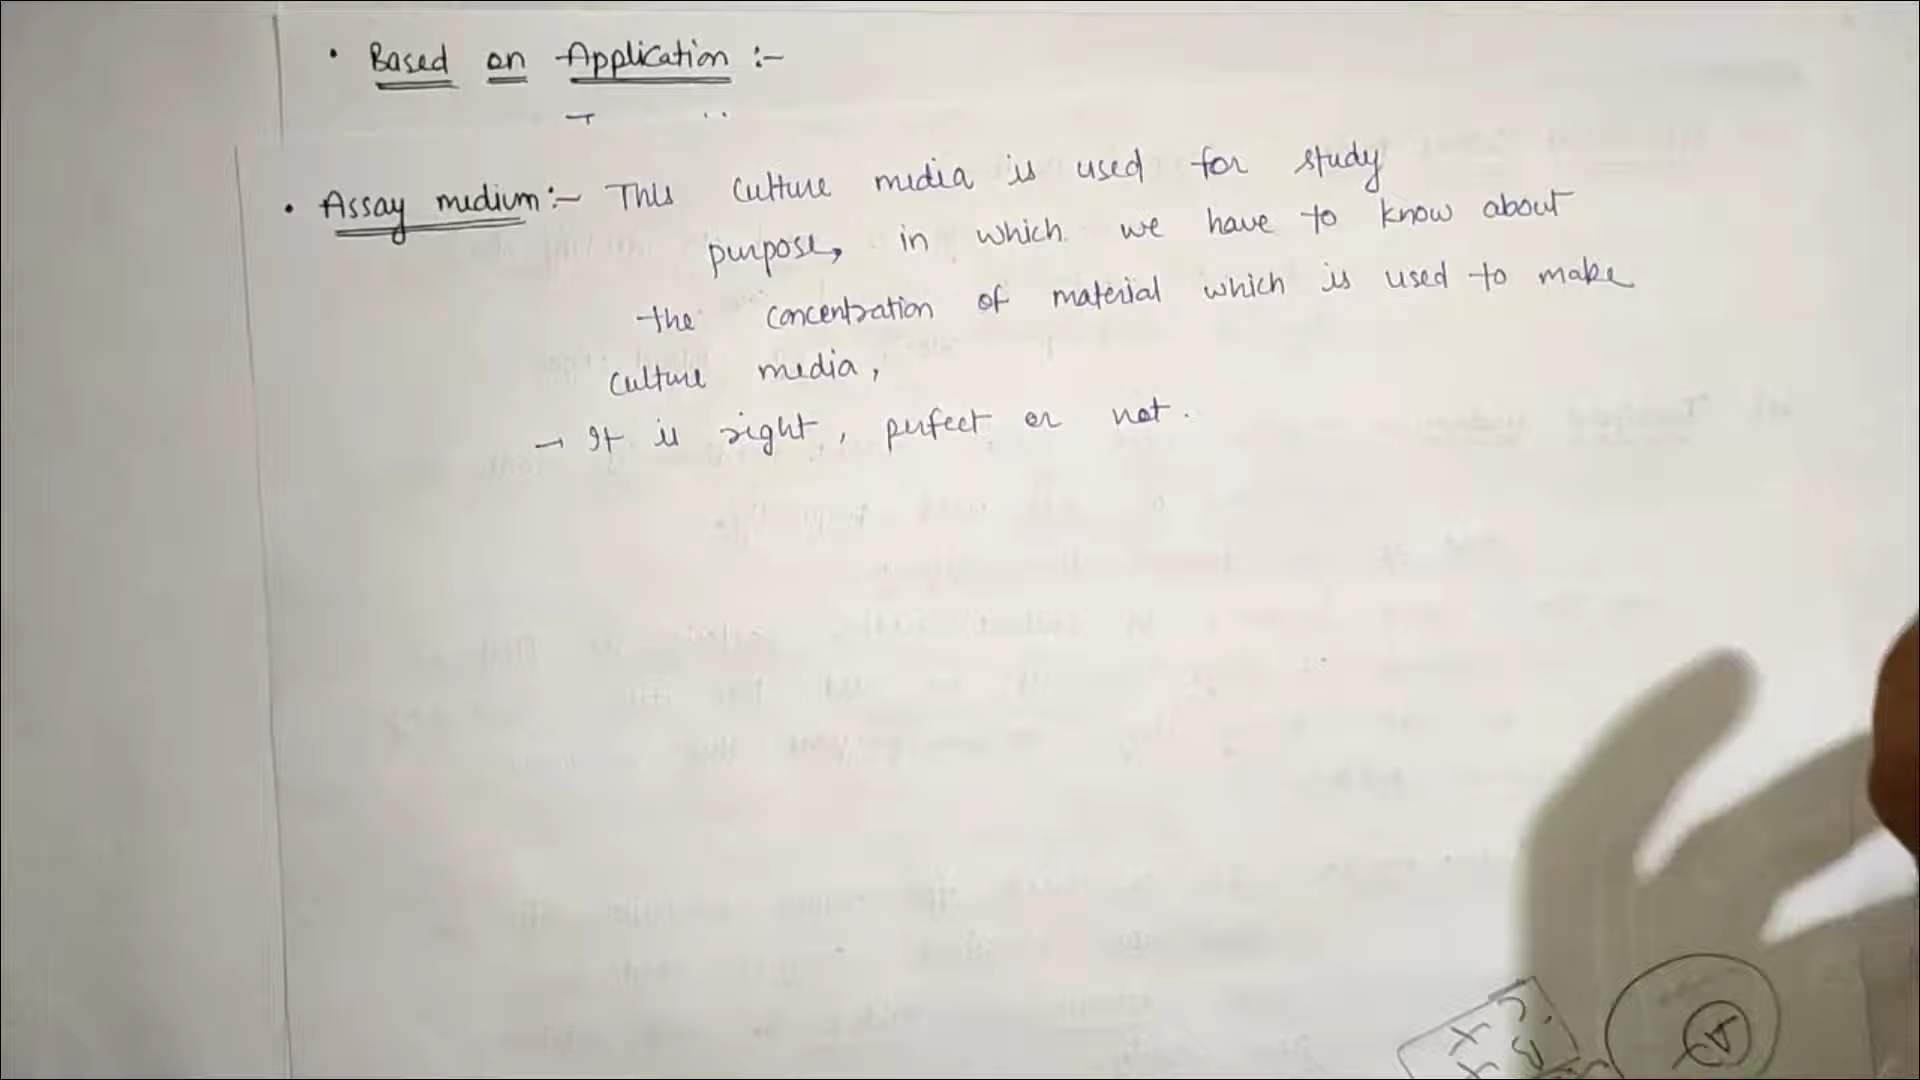 • Based on Application :-
• Assay medium :- This culture media is used for study
purpose, in which we have to know about
the concentration of material which is used to make
culture media,
→ It is right, perfect or not.